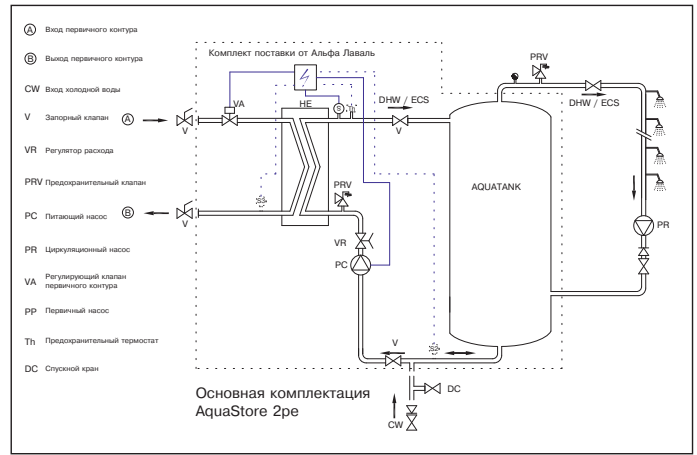 A Вход первичного контура
B Выход первичного контура
CW Вход холодной воды
V Запорный клапан
VR Регулятор расхода
PRV Предохранительный клапан
PC Питающий насос
PR Циркуляционный насос
VA Регулирующий клапан
первичного контура
PP Первичный насос
Th Предохранительный термостат
DC Спускной кран
Комплект поставки от Альфа Лаваль
PRV
VA
HE
S
Th
DHW / ECS
DHW / ECS
A
V
V
AQUATANK
S3
PRV
B
V
VR
PC
PR
V
S2
DC
CW
Основная комплектация
AquaStore 2pe